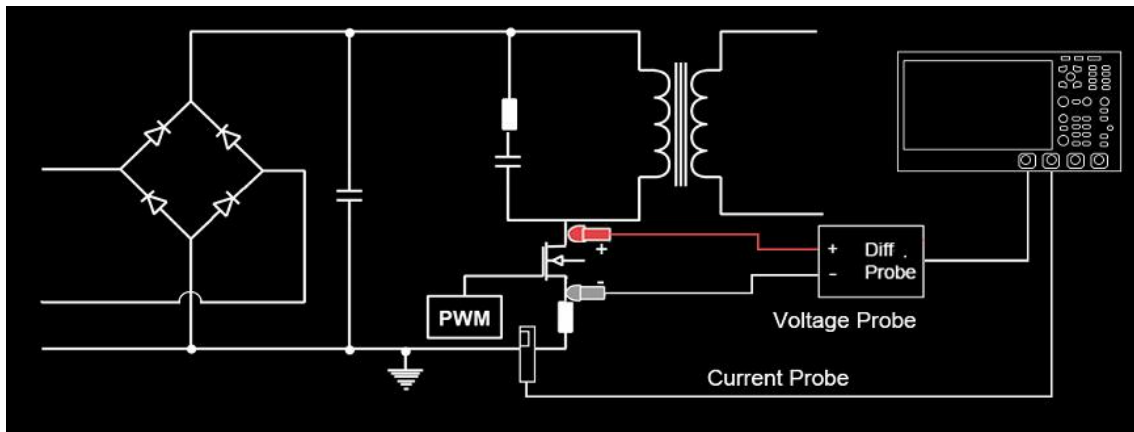 +
-
PWM
+ Diff .
- Probe
Voltage Probe
Current Probe